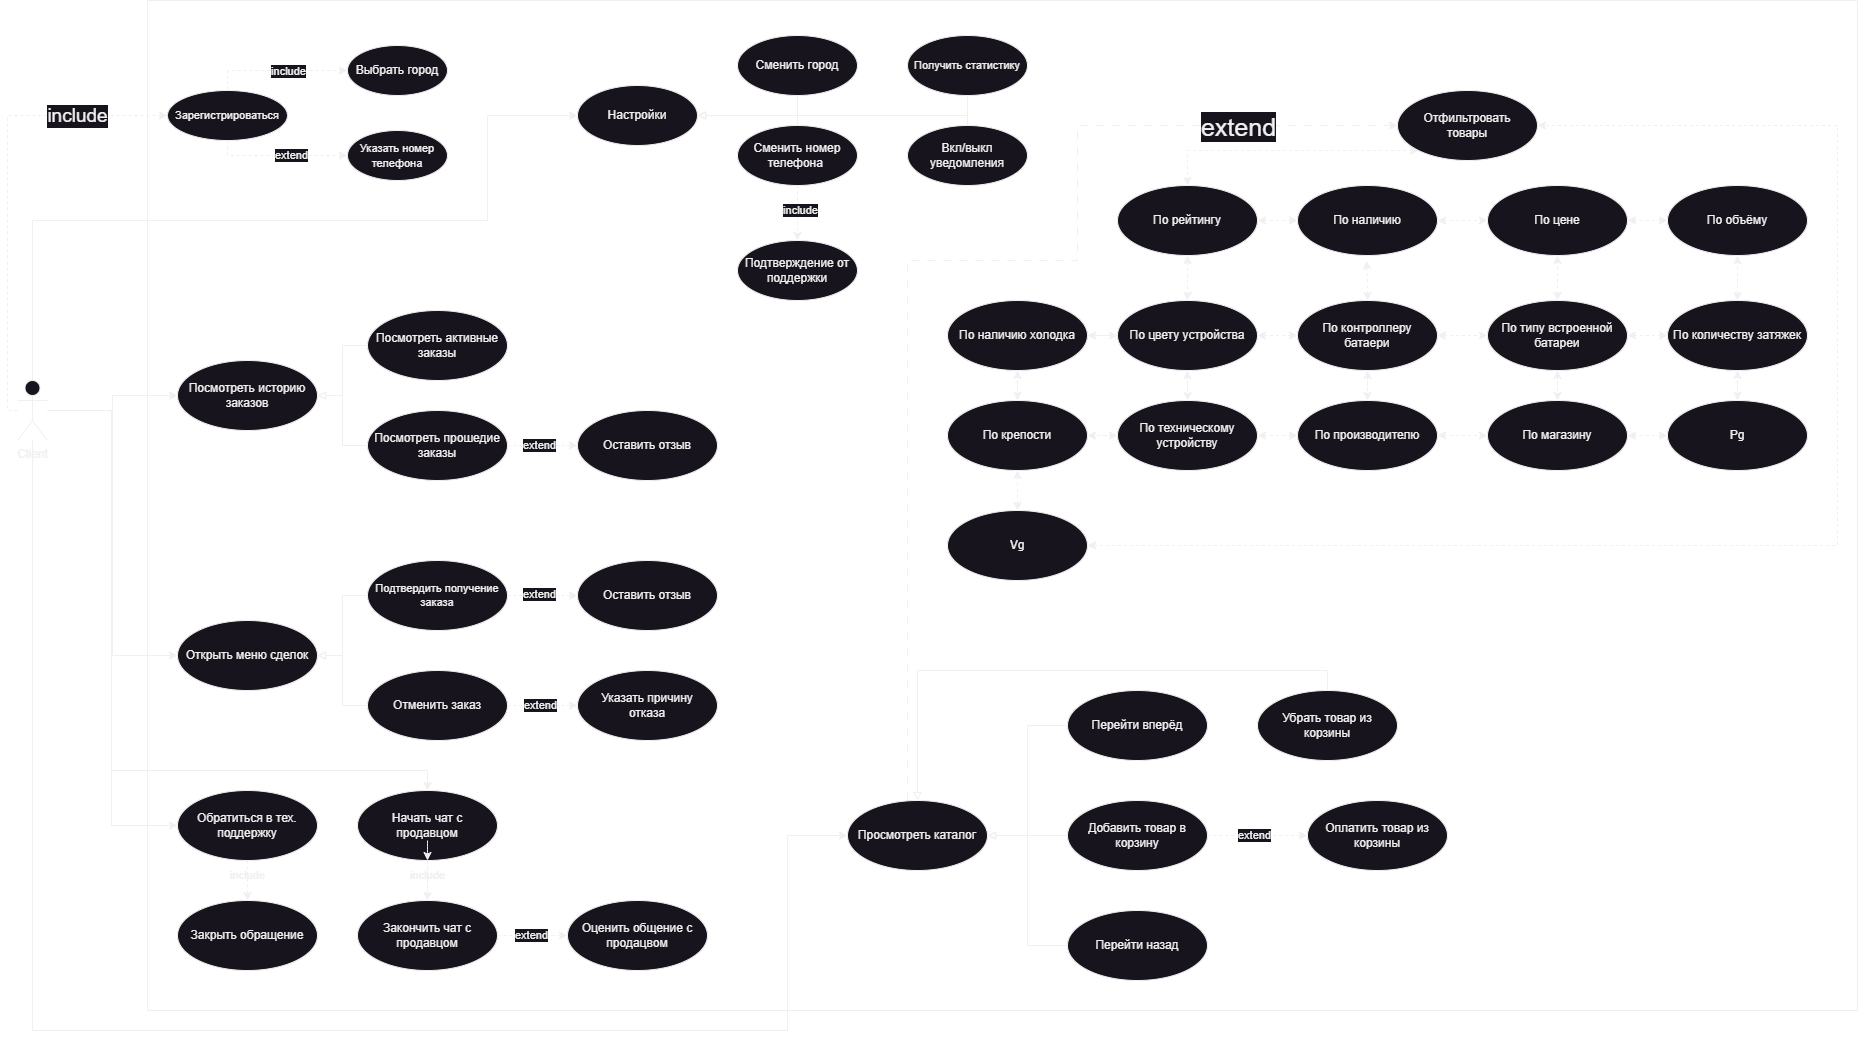 include
Зарегистрироваться
include
Выбрать город
extend
Указать номер
телефона
Настройки
Сменить город
Получить статистику
Сменить номер
телефона
Вкл/выкл
уведомления
include
Подтверждение от
поддержки
extend
Отфильтровать
товары
По рейтингу
По наличию
По цене
По объёму
По наличию холодка
По цвету устройства
По контроллеру
батаери
По типу встроенной
батареи
По количеству затяжек
По крепости
По техническому
устройству
По производителю
По магазину
Pg
Vg
Client
Посмотреть историю
заказов
Посмотреть активные
заказы
Посмотреть прошедие
заказы
extend
Оставить отзыв
Открыть меню сделок
Подтвердить получение
заказа
extend
Оставить отзыв
Отменить заказ
extend
Указать причину
отказа
Обратиться в тех.
поддержку
include
Закрыть обращение
Начать чат с
продавцом
include
Закончить чат с
продавцом
extend
Оценить общение с
продацвом
Просмотреть каталог
Перейти вперёд
Убрать товар из
корзины
Добавить товар в
корзину
extend
Оплатить товар из
корзины
Перейти назад